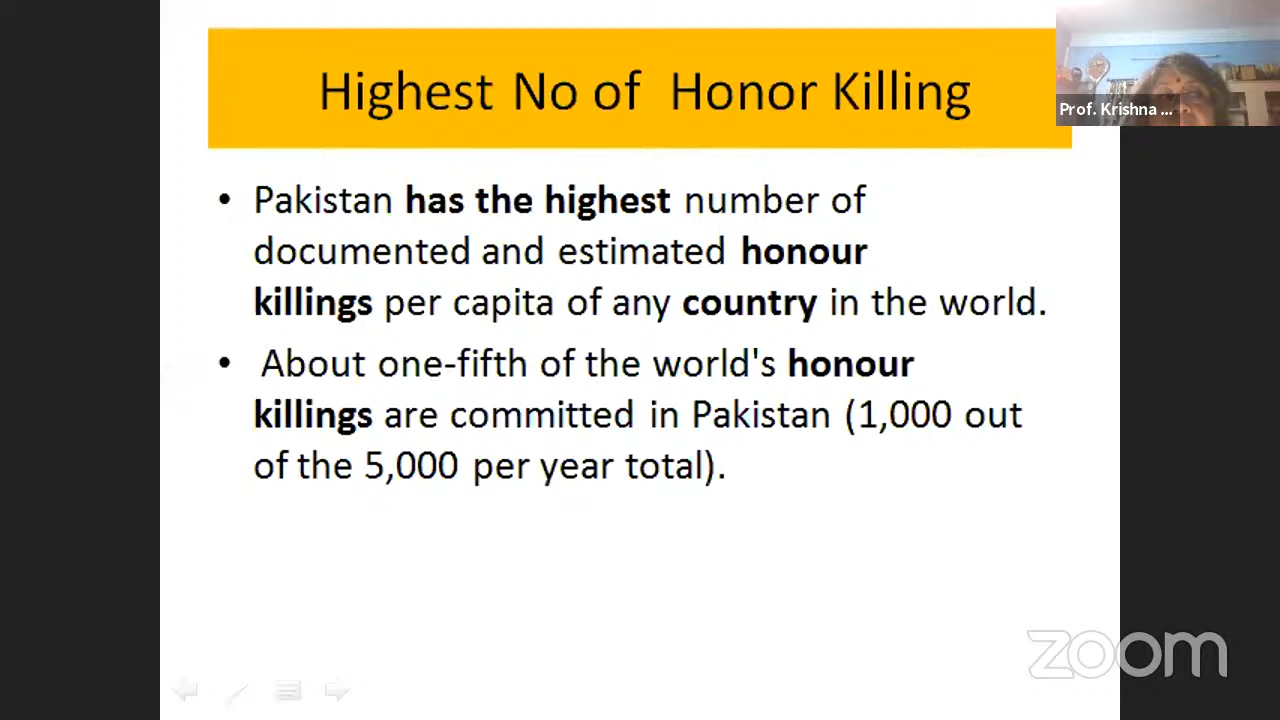 Highest No of Honor Killing
Prof. Krishna ...
• Pakistan has the highest number of
documented and estimated honour
killings per capita of any country in the world.
• About one-fifth of the world's honour
killings are committed in Pakistan (1,000 out
of the 5,000 per year total).
zoom